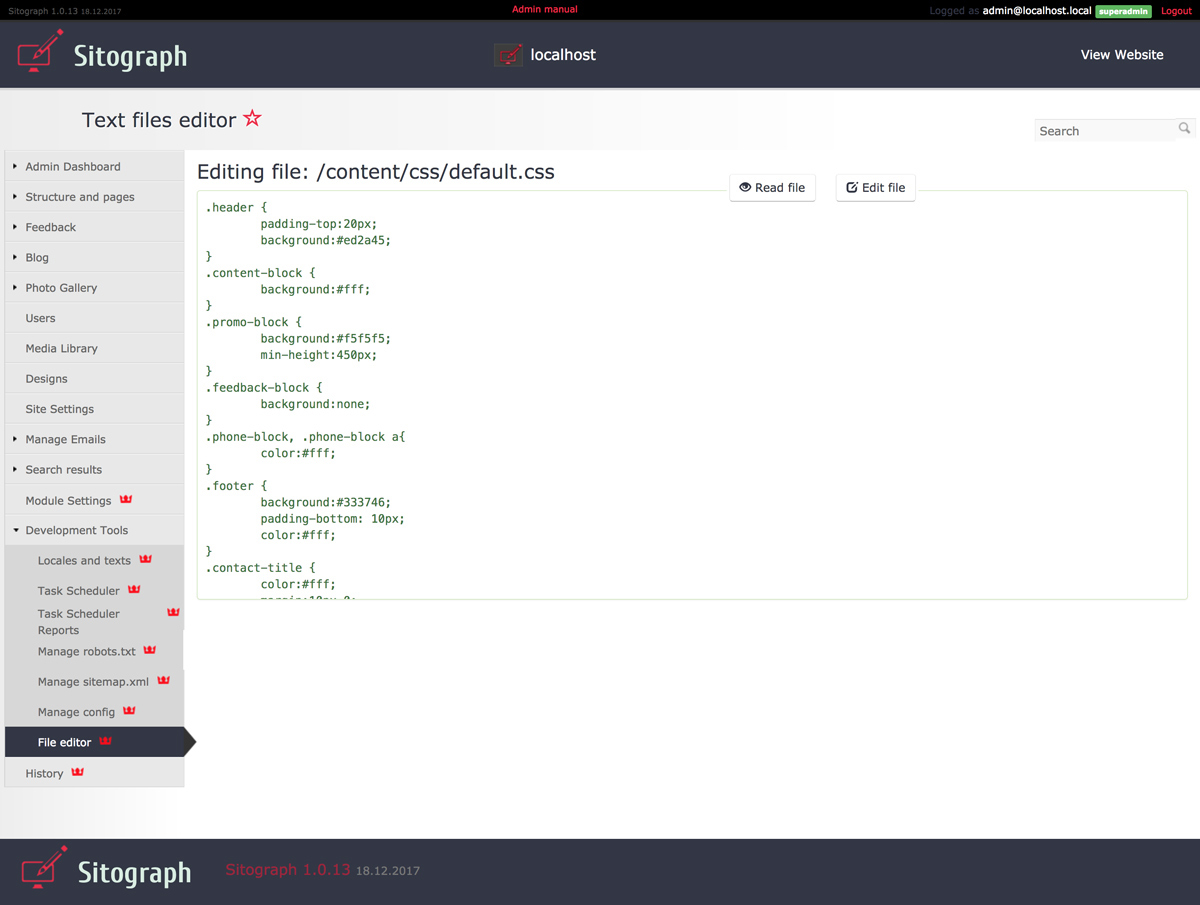 Sitograph 1.0.13 18.12.2017
Admin manual
Logged as admin@localhost.local superadmin Logout
Sitograph
localhost
View Website
Text files editor
Search
Admin Dashboard
Structure and pages
Feedback
Blog
Photo Gallery
Users
Media Library
Designs
Site Settings
Manage Emails
Search results
Module Settings
Development Tools
Locales and texts
Task Scheduler
Task Scheduler
Reports
Manage robots.txt
Manage sitemap.xml
Manage config
File editor
History
Editing file: /content/css/default.css
Read file
Edit file
.header {
padding-top:20px;
background:#ed2a45;
}
.content-block {
background:#fff;
}
.promo-block {
background:#f5f5f5;
min-height:450px;
}
.feedback-block {
background:none;
}
.phone-block, .phone-block a{
color:#fff;
}
.footer {
background:#333746;
padding-bottom: 10px;
color:#fff;
}
.contact-title {
color:#fff;
Sitograph
Sitograph 1.0.13 18.12.2017